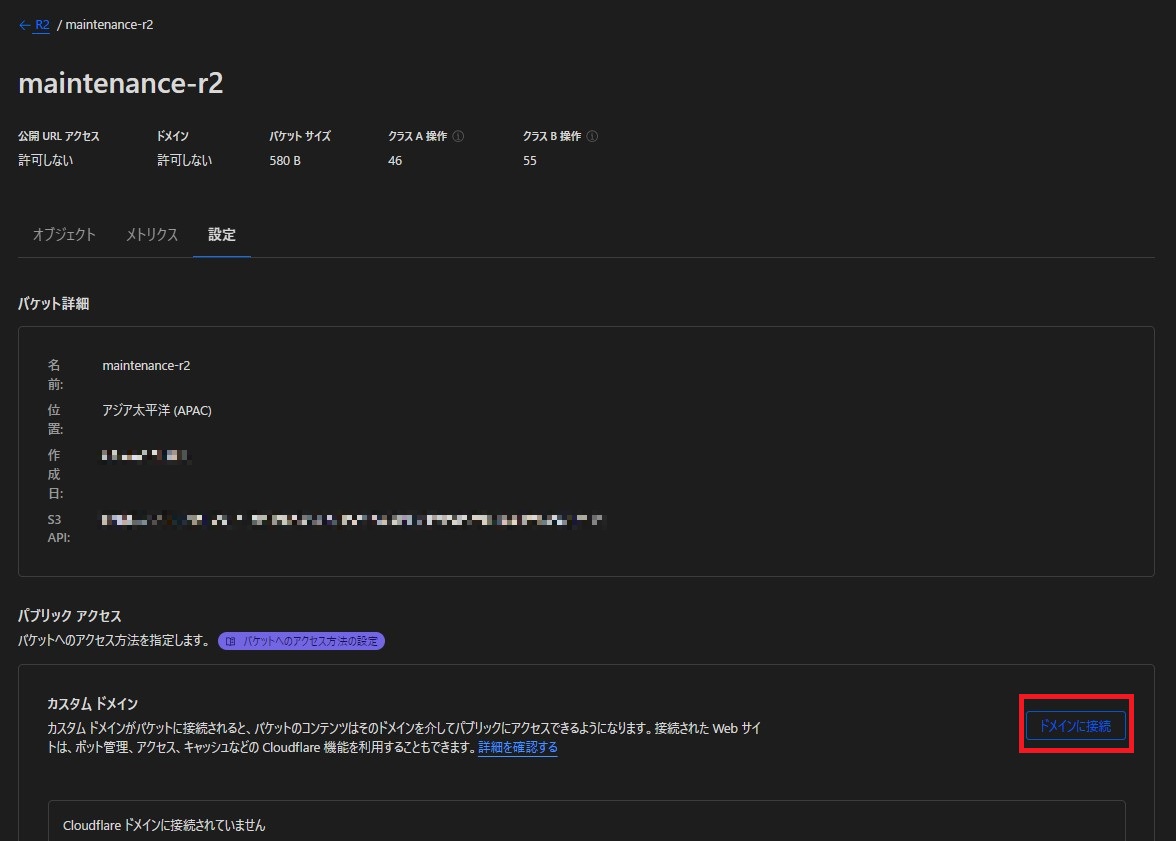 ← R2 / maintenance-r2
maintenance-r2
公開 URL アクセス ドメイン バケット サイズ クラス A 操作 クラス B 操作
許可しない 許可しない 580 B 46 55
オブジェクト メトリクス 設定
バケット詳細
名前: maintenance-r2
位置: アジア太平洋 (APAC)
作成日:
S3 API:
パブリック アクセス
バケットへのアクセス方法を指定します。 バケットへのアクセス方法の設定
カスタム ドメイン
カスタム ドメインがバケットに接続されると、バケットのコンテンツはそのドメインを介してパブリックにアクセスできるようになります。接続された Web サイ
トは、ボット管理、アクセス、キャッシュなどの Cloudflare 機能を利用することもできます。詳細を確認する
ドメインに接続
Cloudflare ドメインに接続されていません